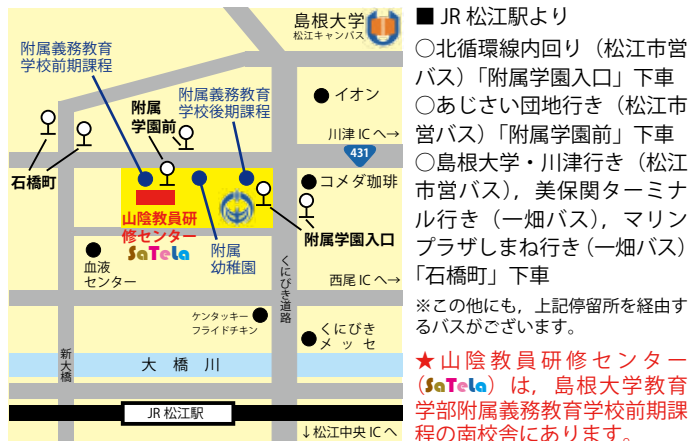 島根大学
松江キャンパス
附属義務教育
学校前期課程
附属
学園前
附属義務教育
学校後期課程
イオン
川津 IC へ→
431
石橋町
コメダ珈琲
山陰教員研
修センター
SaTeLa
附属
幼稚園
附属学園入口
血液
センター
くにびき道路
西尾 IC へ→
ケンタッキー
フライドチキン
くにびき
メッセ
新大橋
大橋川
JR 松江駅
↓松江中央 IC へ
■ JR 松江駅より
○北循環線内回り（松江市営
バス）「附属学園入口」下車
○あじさい団地行き（松江市
営バス）「附属学園前」下車
○島根大学・川津行き（松江
市営バス），美保関ターミナ
ル行き（一畑バス），マリン
プラザしまね行き（一畑バス）
「石橋町」下車
※この他にも，上記停留所を経由す
るバスがございます。
★山陰教員研修センター
（SaTeLa）は，島根大学教育
学部附属義務教育学校前期課
程の南校舎にあります。